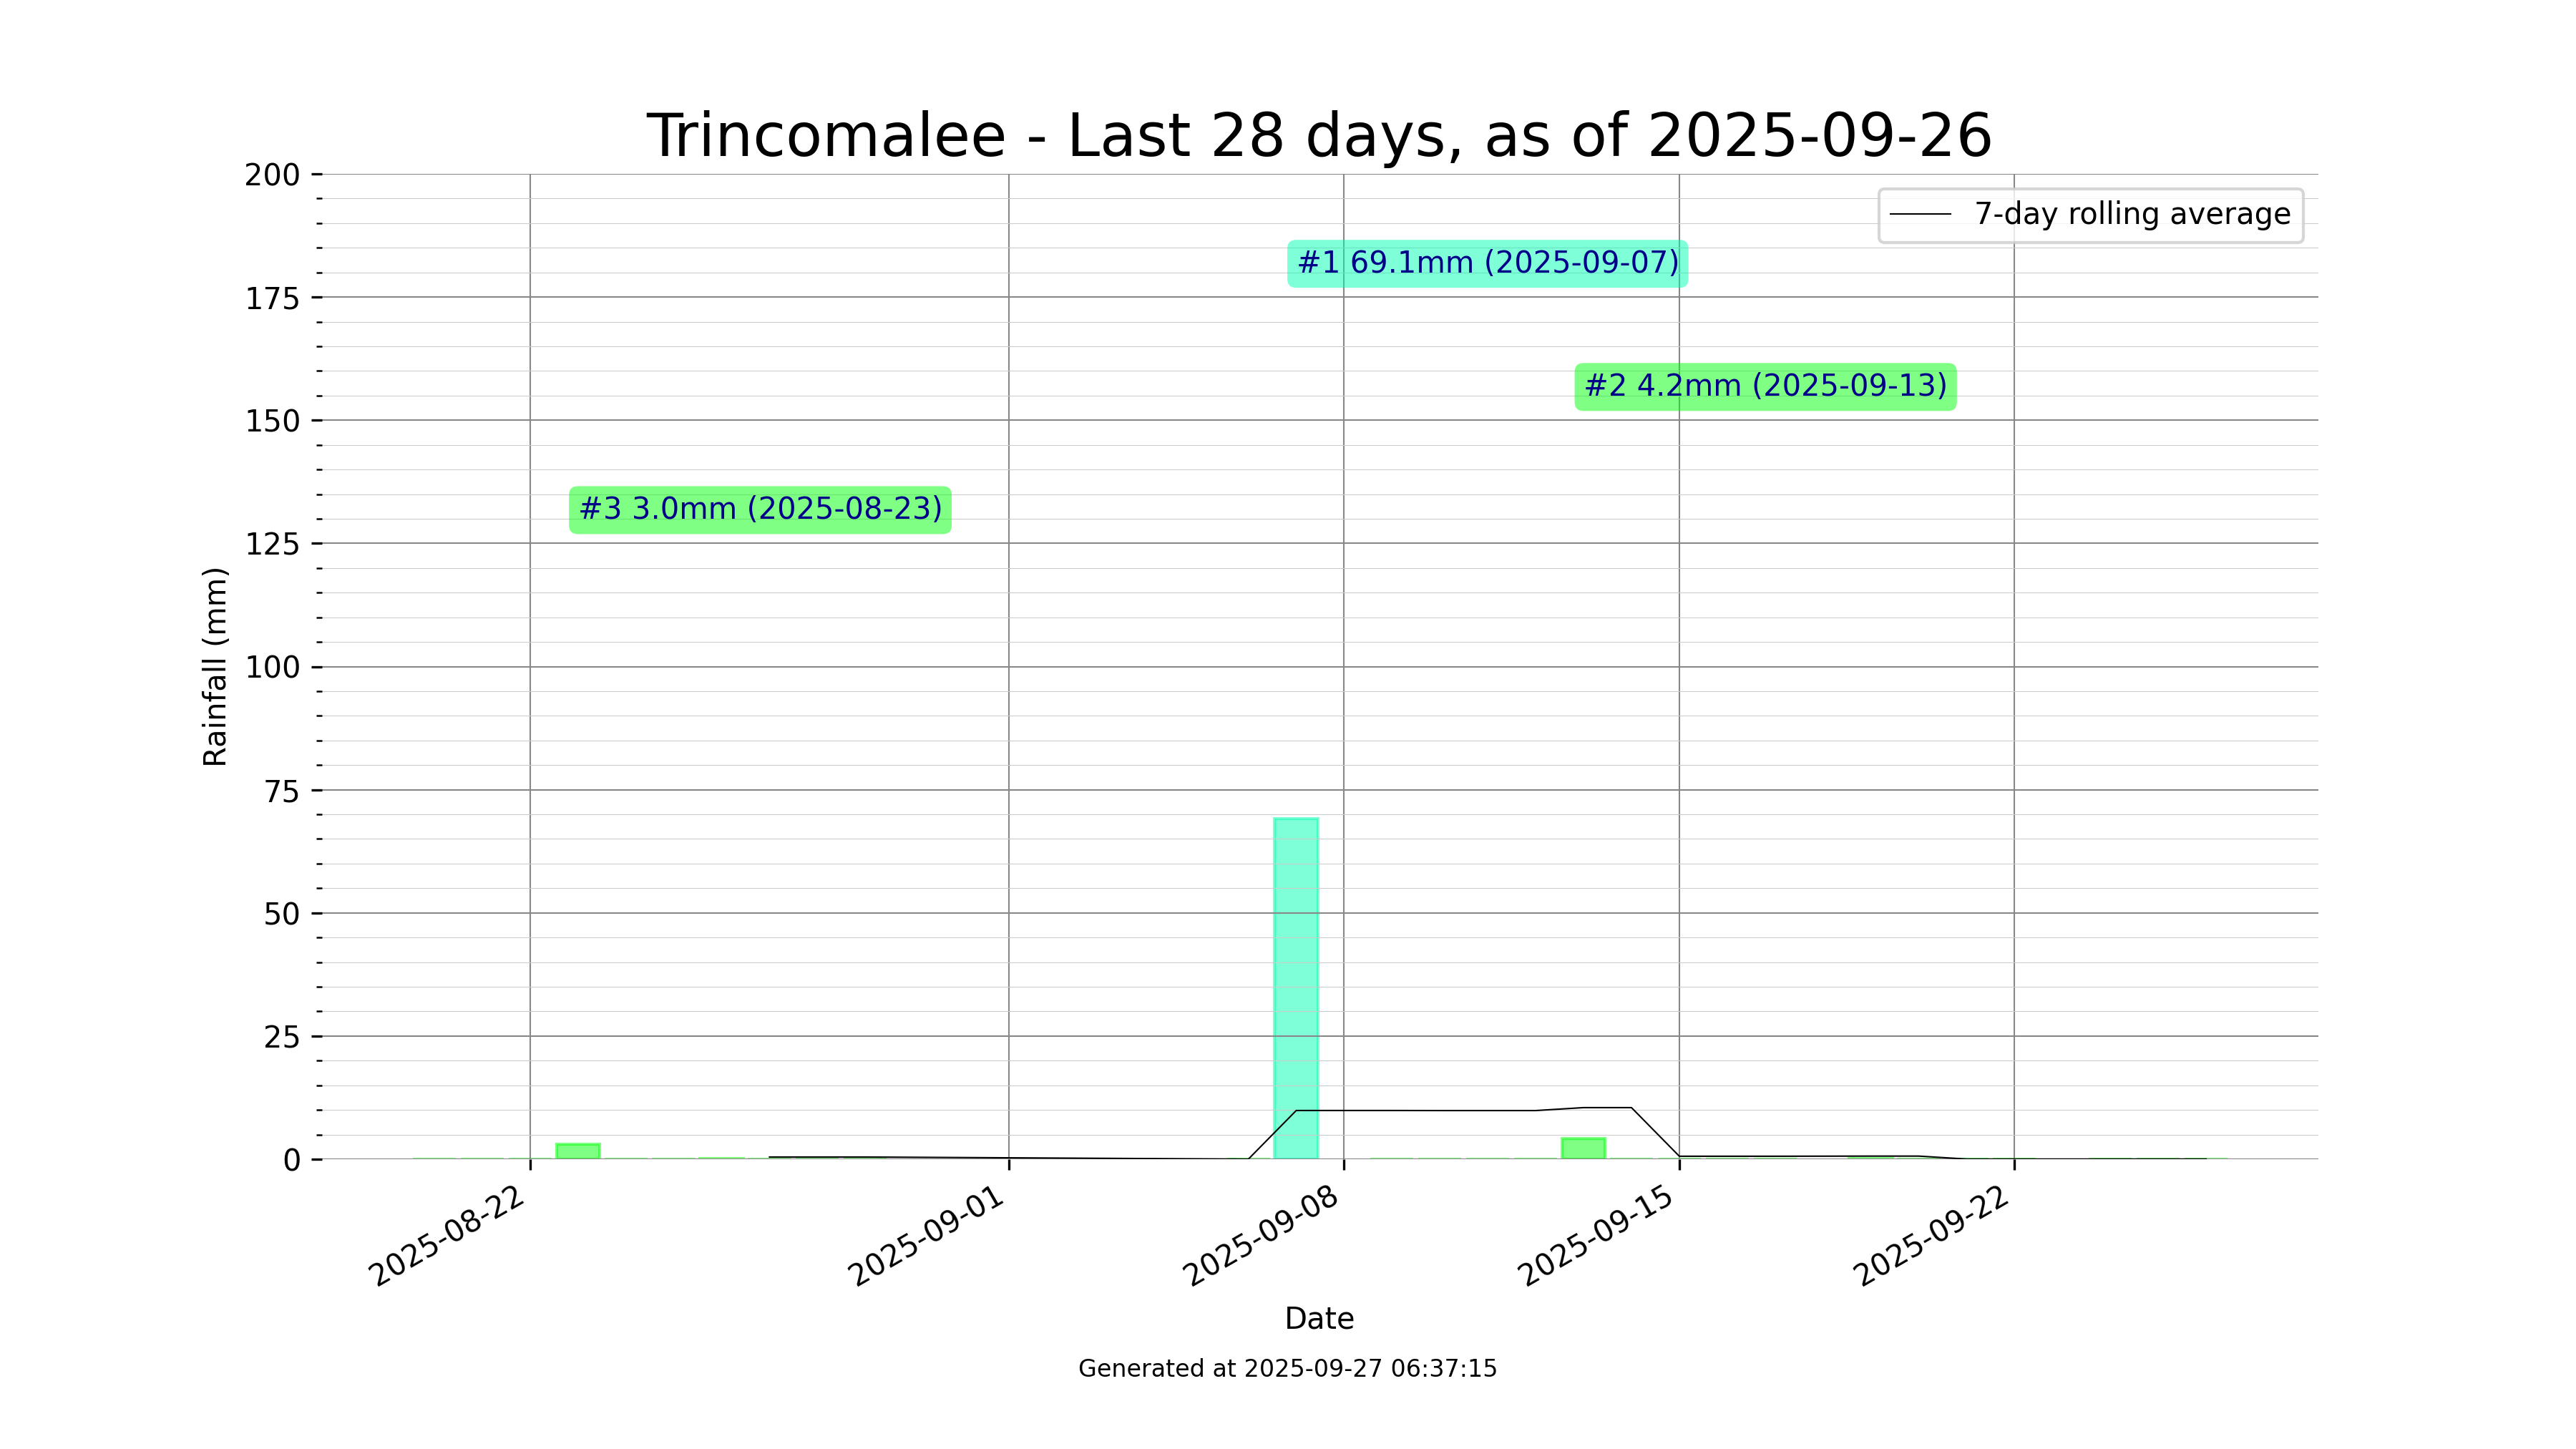 Trincomalee - Last 28 days, as of 2025-09-26
7-day rolling average
#1 69.1mm (2025-09-07)
#2 4.2mm (2025-09-13)
#3 3.0mm (2025-08-23)
Rainfall (mm)
200
175
150
125
100
75
50
25
0
2025-08-22
2025-09-01
2025-09-08
2025-09-15
2025-09-22
Date
Generated at 2025-09-27 06:37:15